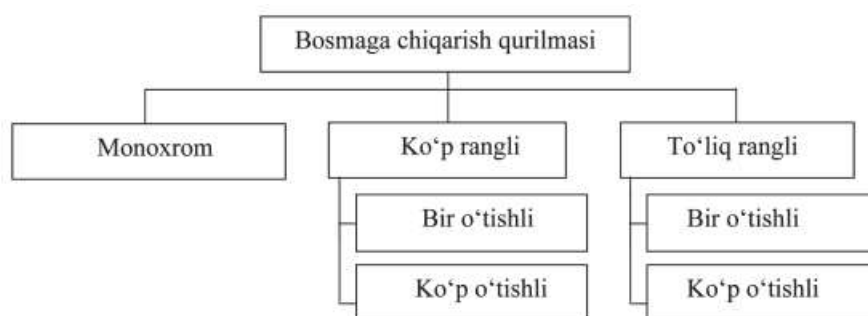 Bosmaga chiqarish qurilmasi
Monoxrom
Ko‘p rangli
To‘liq rangli
Bir o‘tishli
Bir o‘tishli
Ko‘p o‘tishli
Ko‘p o‘tishli